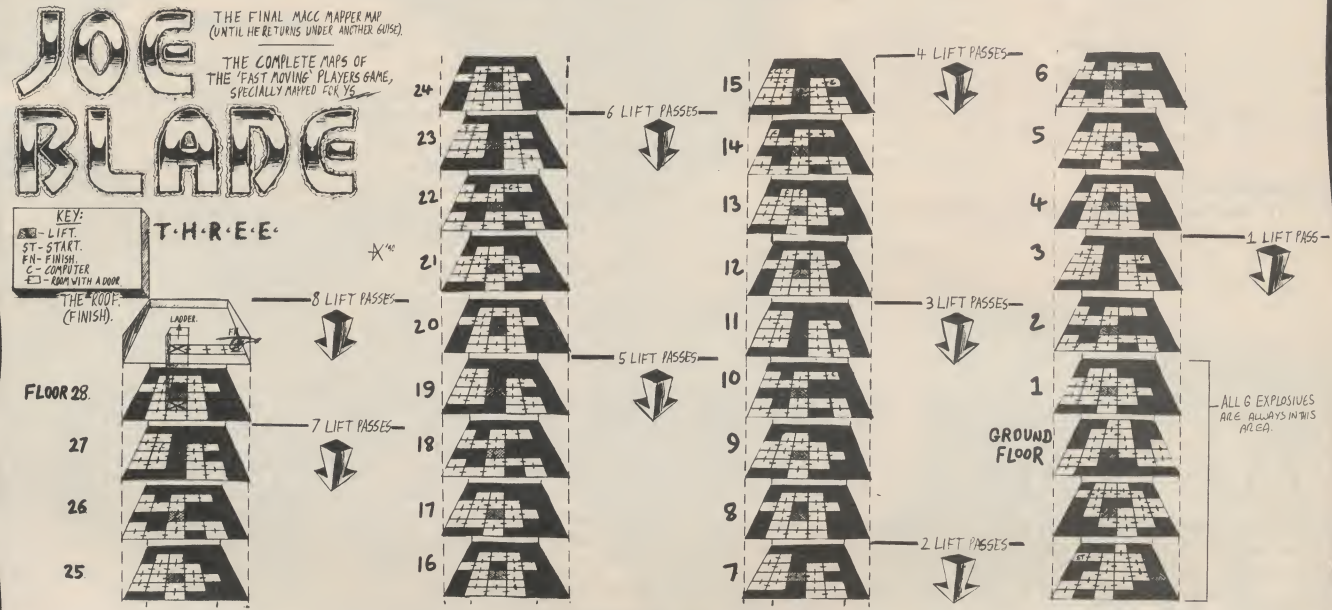 JOE
BLADE
T·H·R·E·E·
THE FINAL MACC MAPPER MAP
(UNTIL HE RETURNS UNDER ANOTHER GUISE).
THE COMPLETE MAPS OF
THE 'FAST MOVING' PLAYERS GAME,
SPECIALLY MAPPED FOR YS
KEY:
- LIFT.
ST - START.
FN - FINISH.
C - COMPUTER
- ROOM WITH A DOOR
THE ROOF.
(FINISH).
LADDER.
FN
8 LIFT PASSES
FLOOR 28.
7 LIFT PASSES
27
26
25
24
6 LIFT PASSES
23
22
21
20
5 LIFT PASSES
19
18
17
16
15
4 LIFT PASSES
14
13
12
3 LIFT PASSES
11
10
9
8
2 LIFT PASSES
7
6
5
4
1 LIFT PASS
3
2
1
GROUND
FLOOR
ST
ALL 6 EXPLOSIVES
ARE ALWAYS IN THIS
AREA.